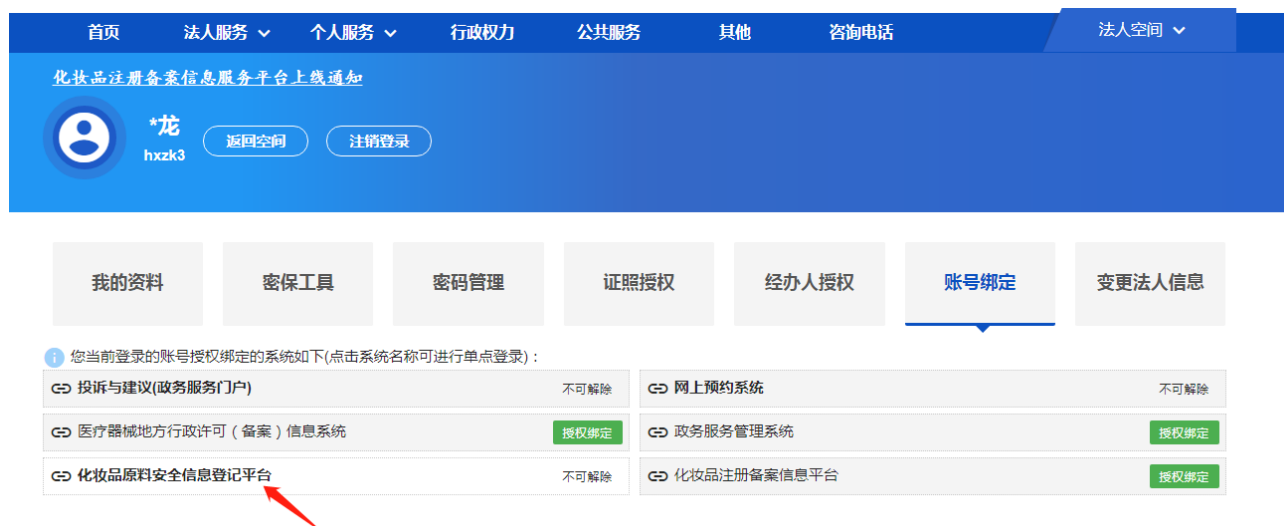 首页 法人服务 个人服务 行政权力 公共服务 其他 咨询电话 法人空间
化妆品注册备案信息服务平台上线通知
*龙
hxzk3
返回空间 注销登录
我的资料 密保工具 密码管理 证照授权 经办人授权 账号绑定 变更法人信息
您当前登录的账号授权绑定的系统如下(点击系统名称可进行单点登录)：
投诉与建议(政务服务门户) 不可解除 网上预约系统 不可解除
医疗器械地方行政许可（备案）信息系统 授权绑定 政务服务管理系统 授权绑定
化妆品原料安全信息登记平台 不可解除 化妆品注册备案信息平台 授权绑定